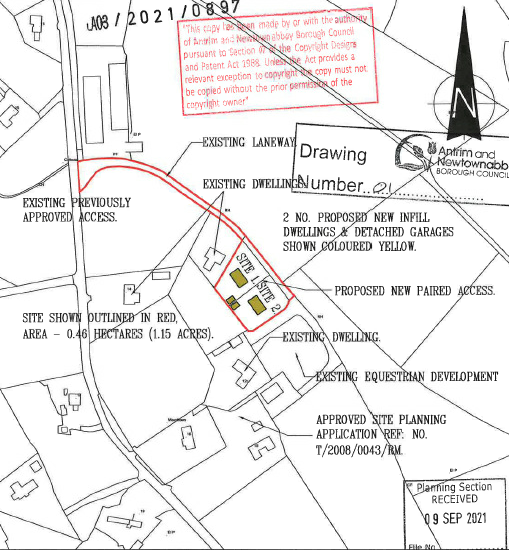 LA03/2021/0897
"This copy has been made by or with the authority
of Antrim and Newtownabbey Borough Council
pursuant to Section 47 of the Copyright Designs
and Patent Act 1988. Unless the Act provides a
relevant exception to copyright the copy must not
be copied without the prior permission of the
copyright owner"
N
EXISTING LANEWAY
Drawing
Number 01
Antrim and
Newtownabb
BOROUGH COUNCIL
EXISTING DWELLINGS.
EXISTING PREVIOUSLY
APPROVED ACCESS.
2 NO. PROPOSED NEW INFILL
DWELLINGS & DETACHED GARAGES
SHOWN COLOURED YELLOW.
SITE
SITE 2
PROPOSED NEW PAIRED ACCESS.
SITE SHOWN OUTLINED IN RED,
AREA - 0.46 HECTARES (1.15 ACRES).
EXISTING DWELLING.
EXISTING EQUESTRIAN DEVELOPMENT
APPROVED SITE PLANNING
APPLICATION REF: NO.
T/2008/0043/RM.
Planning Section
RECEIVED
09 SEP 2021
File No